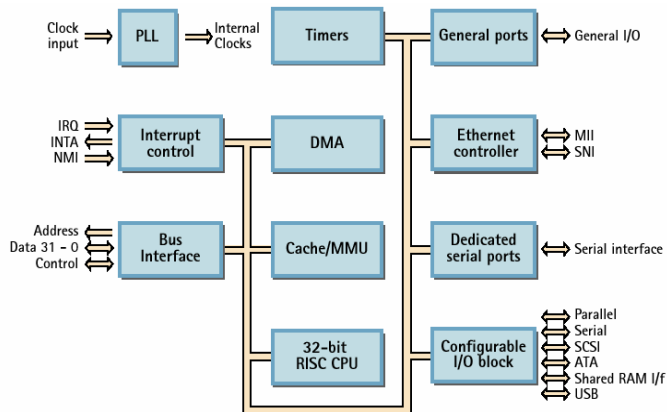 Clock
input
PLL
Internal
Clocks
Timers
General ports
General I/O
IRQ
INTA
NMI
Interrupt
control
DMA
Ethernet
controller
MII
SNI
Address
Data 31 - 0
Control
Bus
Interface
Cache/MMU
Dedicated
serial ports
Serial interface
32-bit
RISC CPU
Configurable
I/O block
Parallel
Serial
SCSI
ATA
Shared RAM I/f
USB